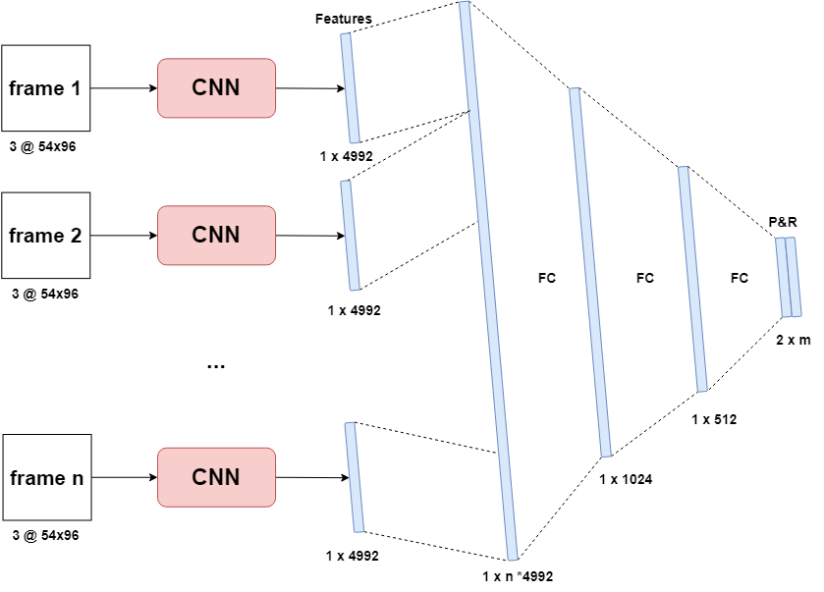 Features
frame 1
CNN
3 @ 54x96
1 x 4992
frame 2
CNN
3 @ 54x96
1 x 4992
...
frame n
CNN
3 @ 54x96
1 x 4992
1 x n *4992
FC
1 x 1024
FC
1 x 512
FC
P&R
2 x m